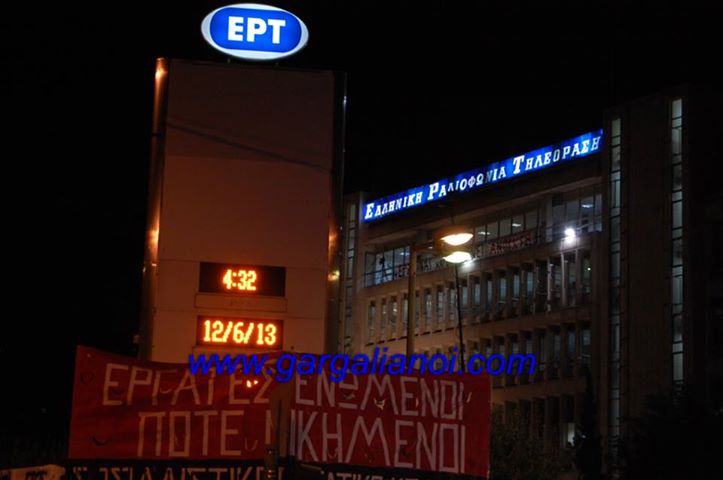 ΕΡΤ
ΕΛΛΗΝΙΚΗ ΡΑΔΙΟΦΩΝΙΑ ΤΗΛΕΟΡΑΣΗ
4:32
12/6/13
www.gargalianoi.com
ΕΡΓΑΤΕΣ ΕΝΩΜΕΝΟΙ
ΠΟΤΕ ΝΙΚΗΜΕΝΟΙ